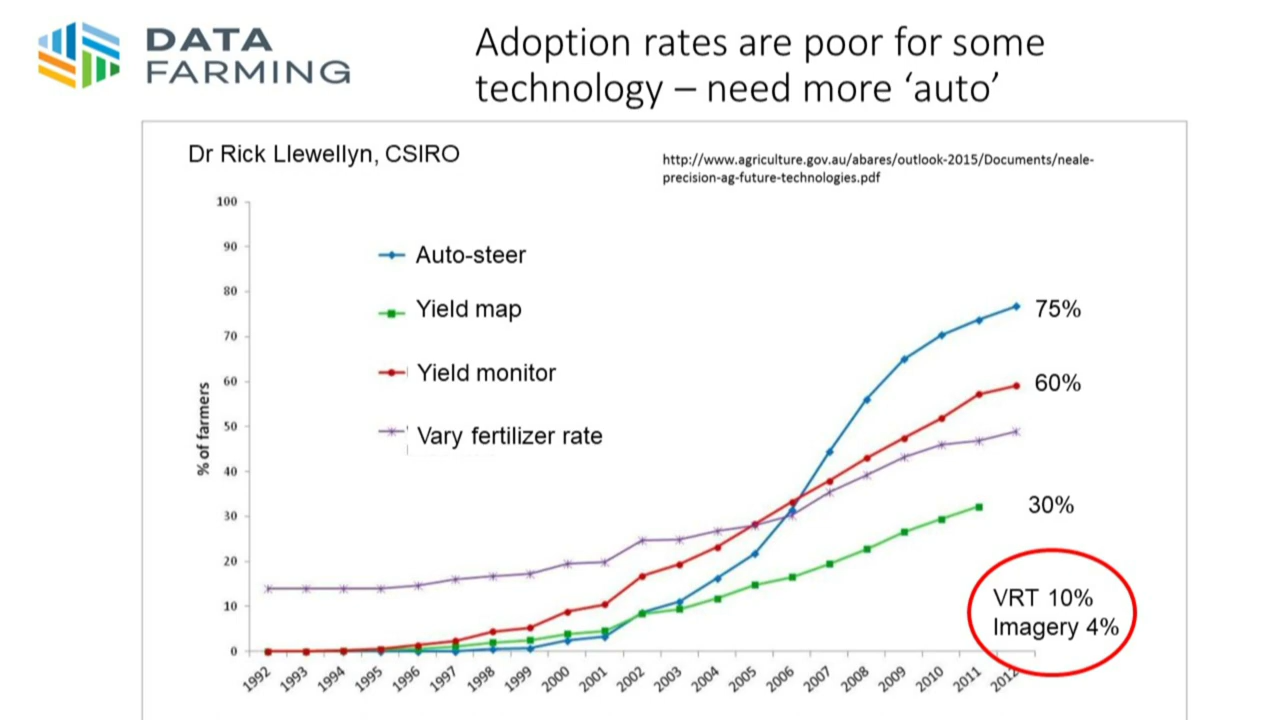 DATA
FARMING
Adoption rates are poor for some
technology – need more ‘auto’
Dr Rick Llewellyn, CSIRO
http://www.agriculture.gov.au/abares/outlook-2015/Documents/neale-
precision-ag-future-technologies.pdf
% of farmers
100
90
80
70
60
50
40
30
20
10
0
Auto-steer
Yield map
Yield monitor
Vary fertilizer rate
75%
60%
30%
VRT 10%
Imagery 4%
1992 1993 1994 1995 1996 1997 1998 1999 2000 2001 2002 2003 2004 2005 2006 2007 2008 2009 2010 2011 2012